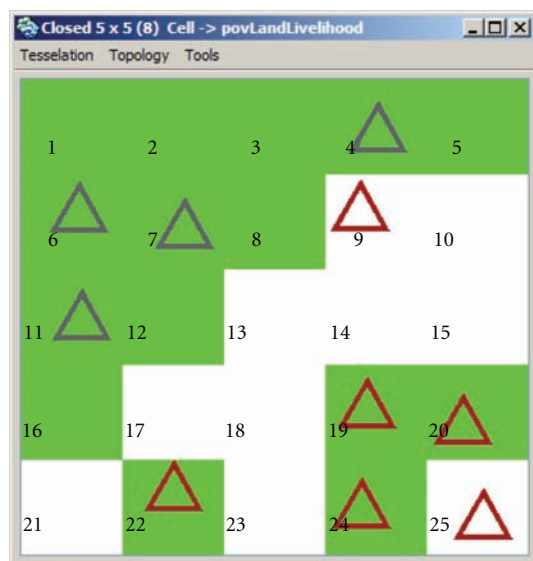 Closed 5 x 5 (8) Cell -> povLandLivelihood
Tesselation Topology Tools
1 2 3 4 5
6 7 8 9 10
11 12 13 14 15
16 17 18 19 20
21 22 23 24 25